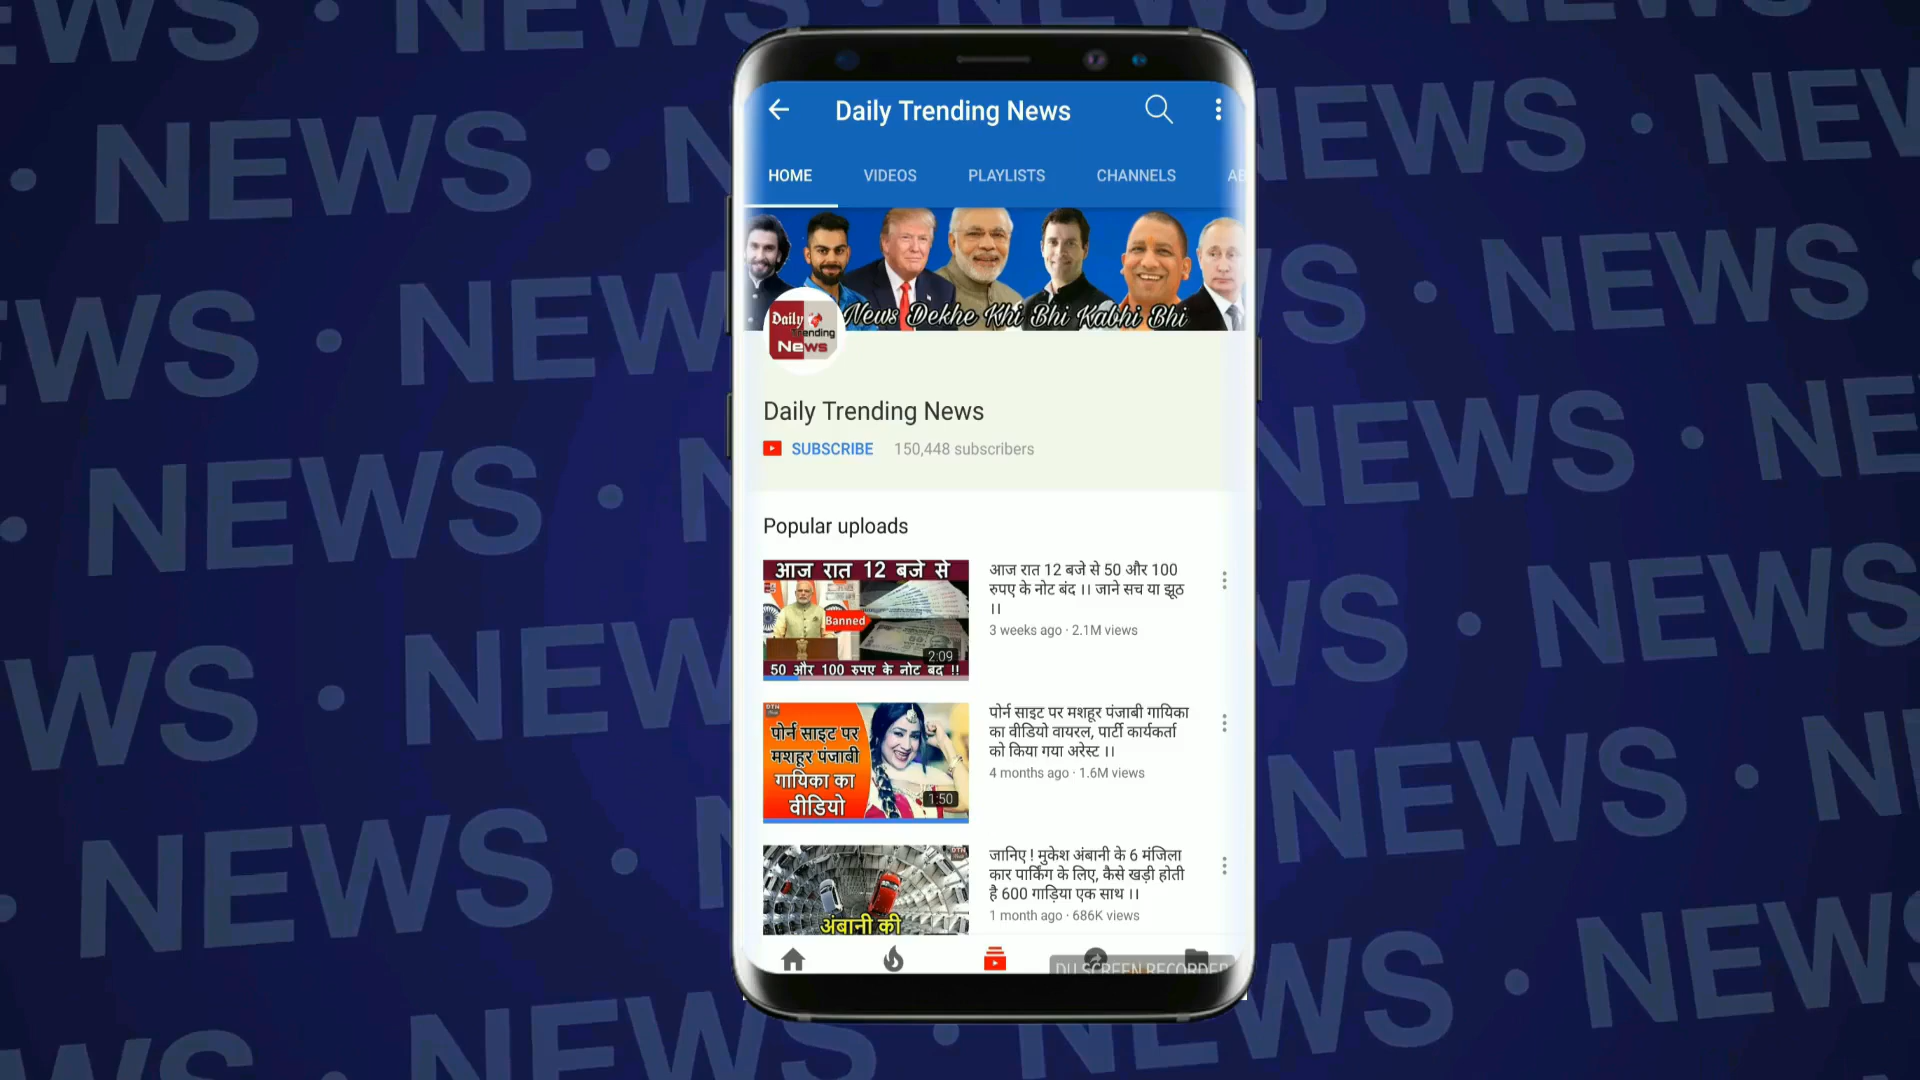 NEWS
Daily Trending News
HOME VIDEOS PLAYLISTS CHANNELS AB
News Dekhe Khi Bhi Kabhi Bhi
Daily
Trending
News
Daily Trending News
SUBSCRIBE 150,448 subscribers
Popular uploads
आज रात 12 बजे से
Banned
2:09
50 और 100 रुपए के नोट बंद !!
आज रात 12 बजे से 50 और 100
रुपए के नोट बंद ।। जाने सच या झूठ
।।
3 weeks ago · 2.1M views
DTN
पोर्न साइट पर
मशहूर पंजाबी
गायिका का
वीडियो
1:50
पोर्न साइट पर मशहूर पंजाबी गायिका
का वीडियो वायरल, पार्टी कार्यकर्ता
को किया गया अरेस्ट ।।
4 months ago · 1.6M views
DTN
अंबानी की
जानिए ! मुकेश अंबानी के 6 मंजिला
कार पार्किंग के लिए, कैसे खड़ी होती
है 600 गाड़िया एक साथ ।।
1 month ago · 686K views
DU SCREEN RECORDER